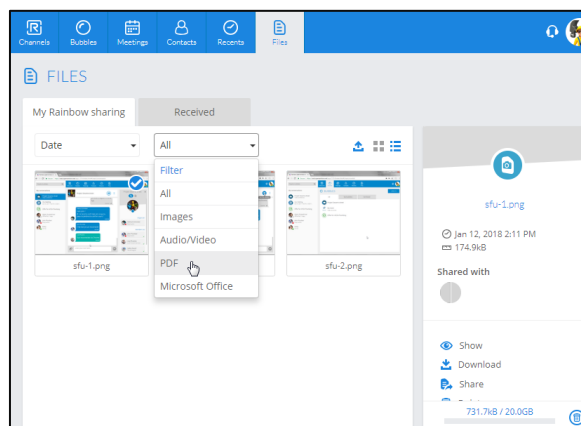 Channels Bubbles Meetings Contacts Recents Files
FILES
My Rainbow sharing Received
Date All
Filter
All
Images
Audio/Video
PDF
Microsoft Office
sfu-1.png sfu-2.png
sfu-1.png
Jan 12, 2018 2:11 PM
174.9kB
Shared with
Show
Download
Share
731.7kB / 20.0GB